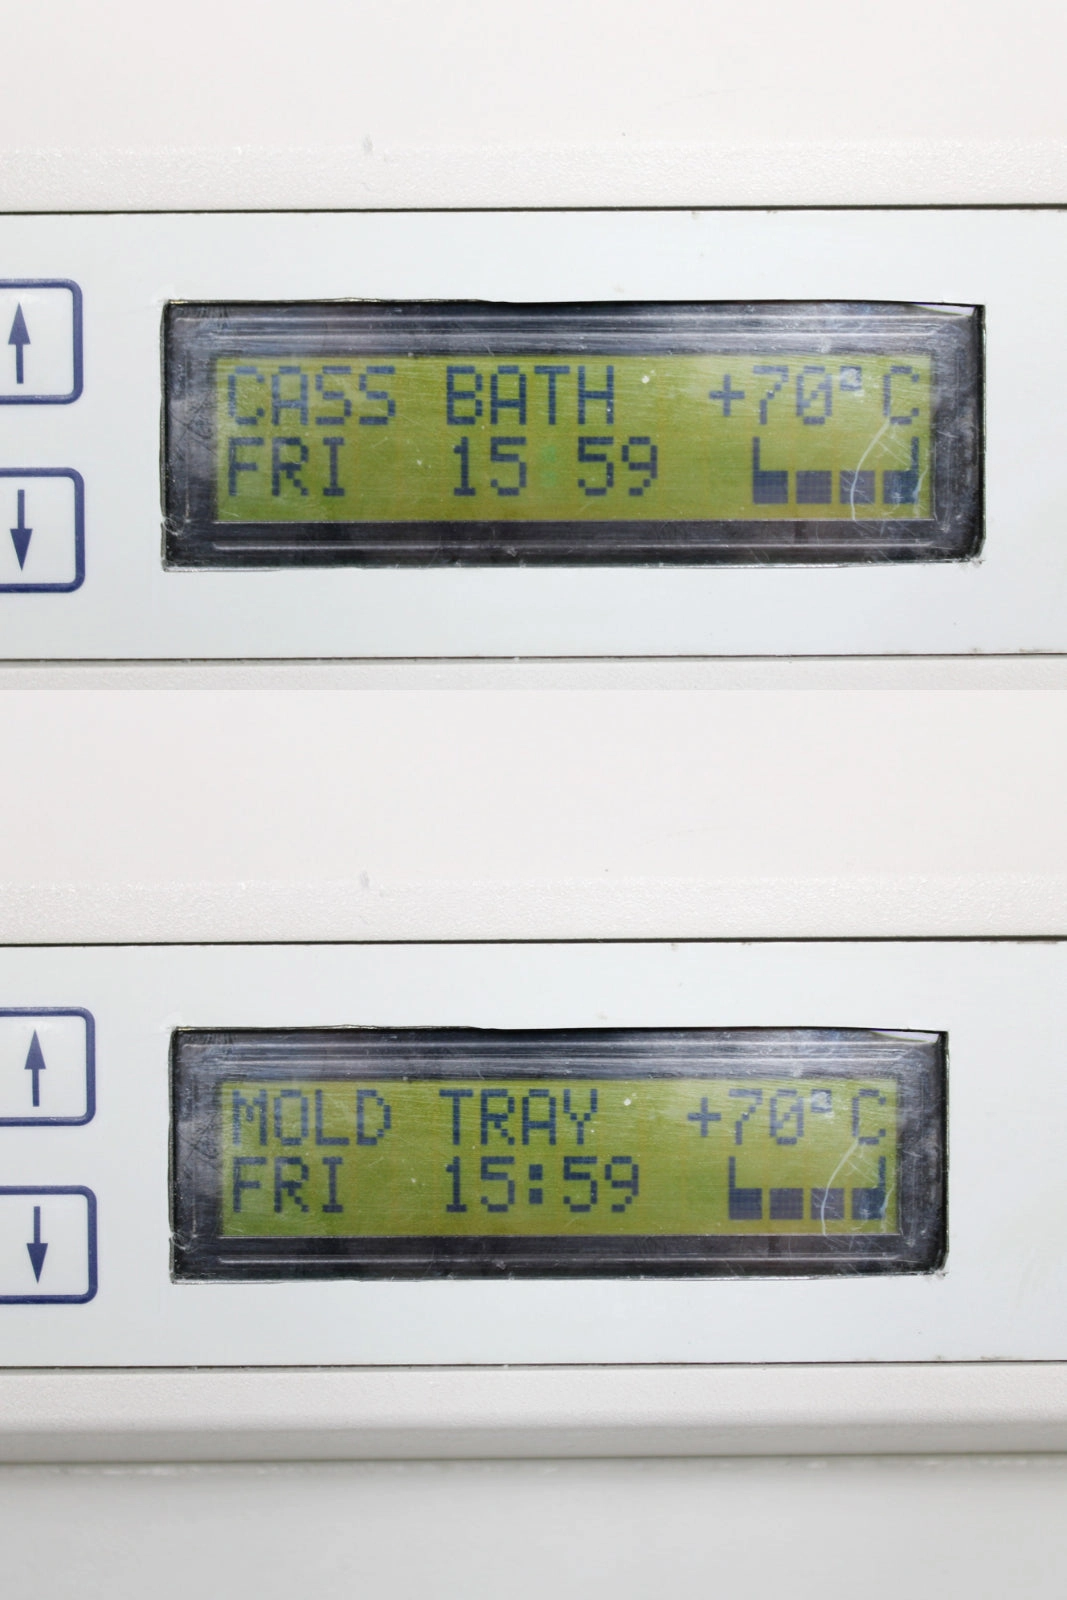 CASS BATH +70°C
FRI 15 59
MOLD TRAY +70°C
FRI 15:59